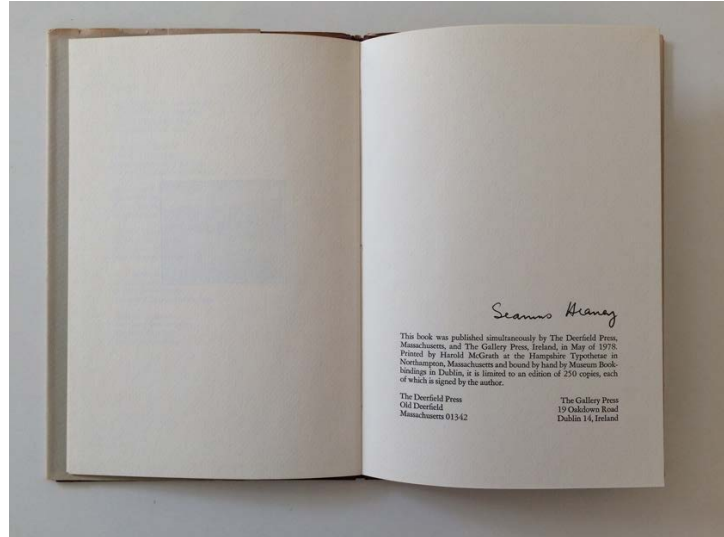 Seamus Heaney
This book was published simultaneously by The Deerfield Press,
Massachusetts, and The Gallery Press, Ireland, in May of 1978.
Printed by Harold McGrath at the Hampshire Typothetae in
Northampton, Massachusetts and bound by hand by Museum Book-
bindings in Dublin, it is limited to an edition of 250 copies, each
of which is signed by the author.
The Deerfield Press
Old Deerfield
Massachusetts 01342
The Gallery Press
19 Oakdown Road
Dublin 14, Ireland